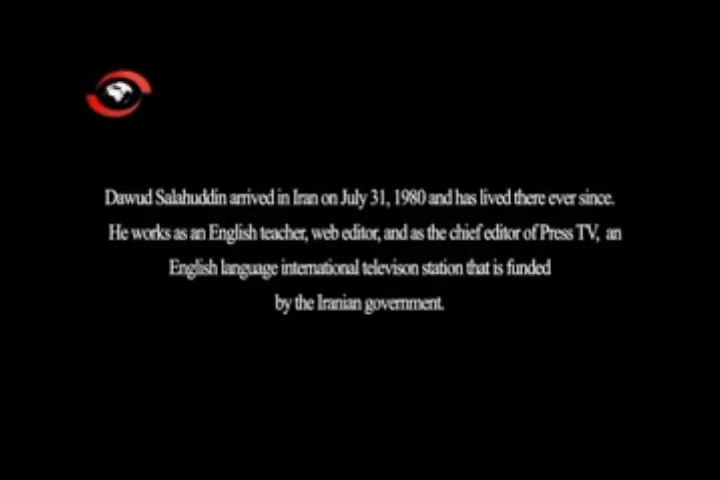 Dawud Salahuddin arrived in Iran on July 31, 1980 and has lived there ever since.
He works as an English teacher, web editor, and as the chief editor of Press TV, an
English language international televison station that is funded
by the Iranian government.